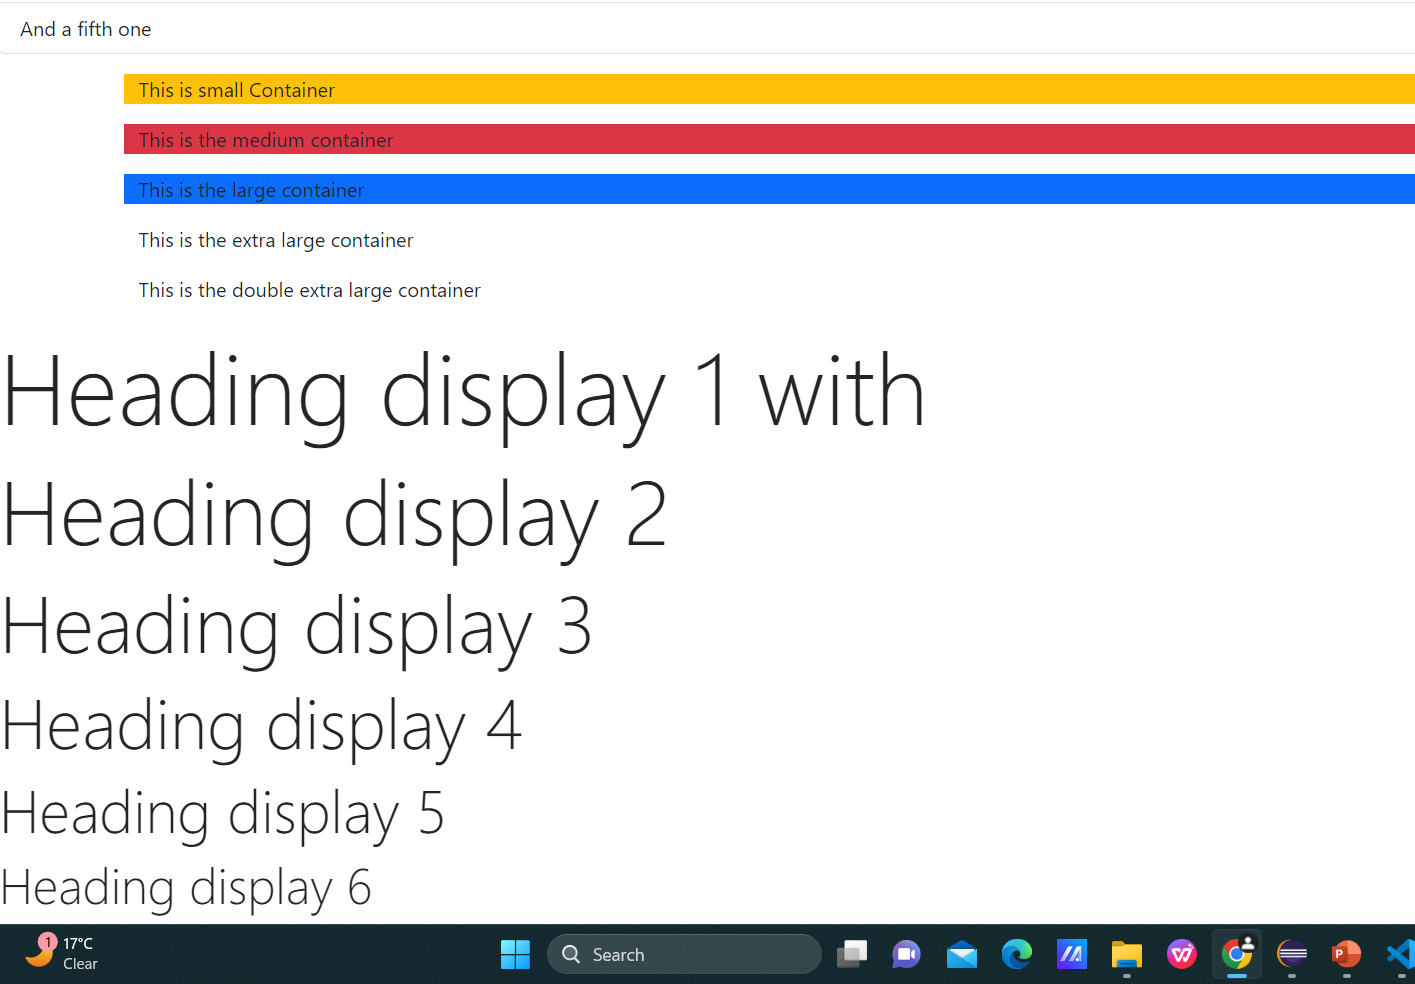 And a fifth one
This is small Container
This is the medium container
This is the large container
This is the extra large container
This is the double extra large container
Heading display 1 with
Heading display 2
Heading display 3
Heading display 4
Heading display 5
Heading display 6
1
17°C
Clear
Search